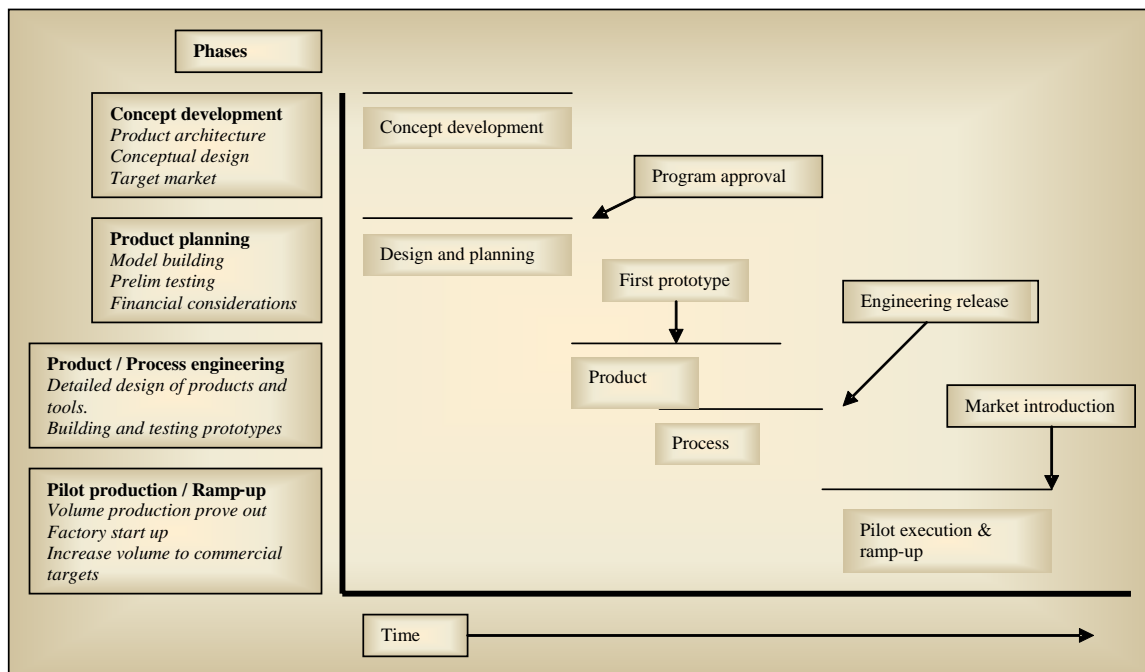 Phases
Concept development
Product architecture
Conceptual design
Target market
Concept development
Program approval
Product planning
Model building
Prelim testing
Financial considerations
Design and planning
First prototype
Engineering release
Product / Process engineering
Detailed design of products and
tools.
Building and testing prototypes
Product
Process
Market introduction
Pilot production / Ramp-up
Volume production prove out
Factory start up
Increase volume to commercial
targets
Pilot execution &
ramp-up
Time